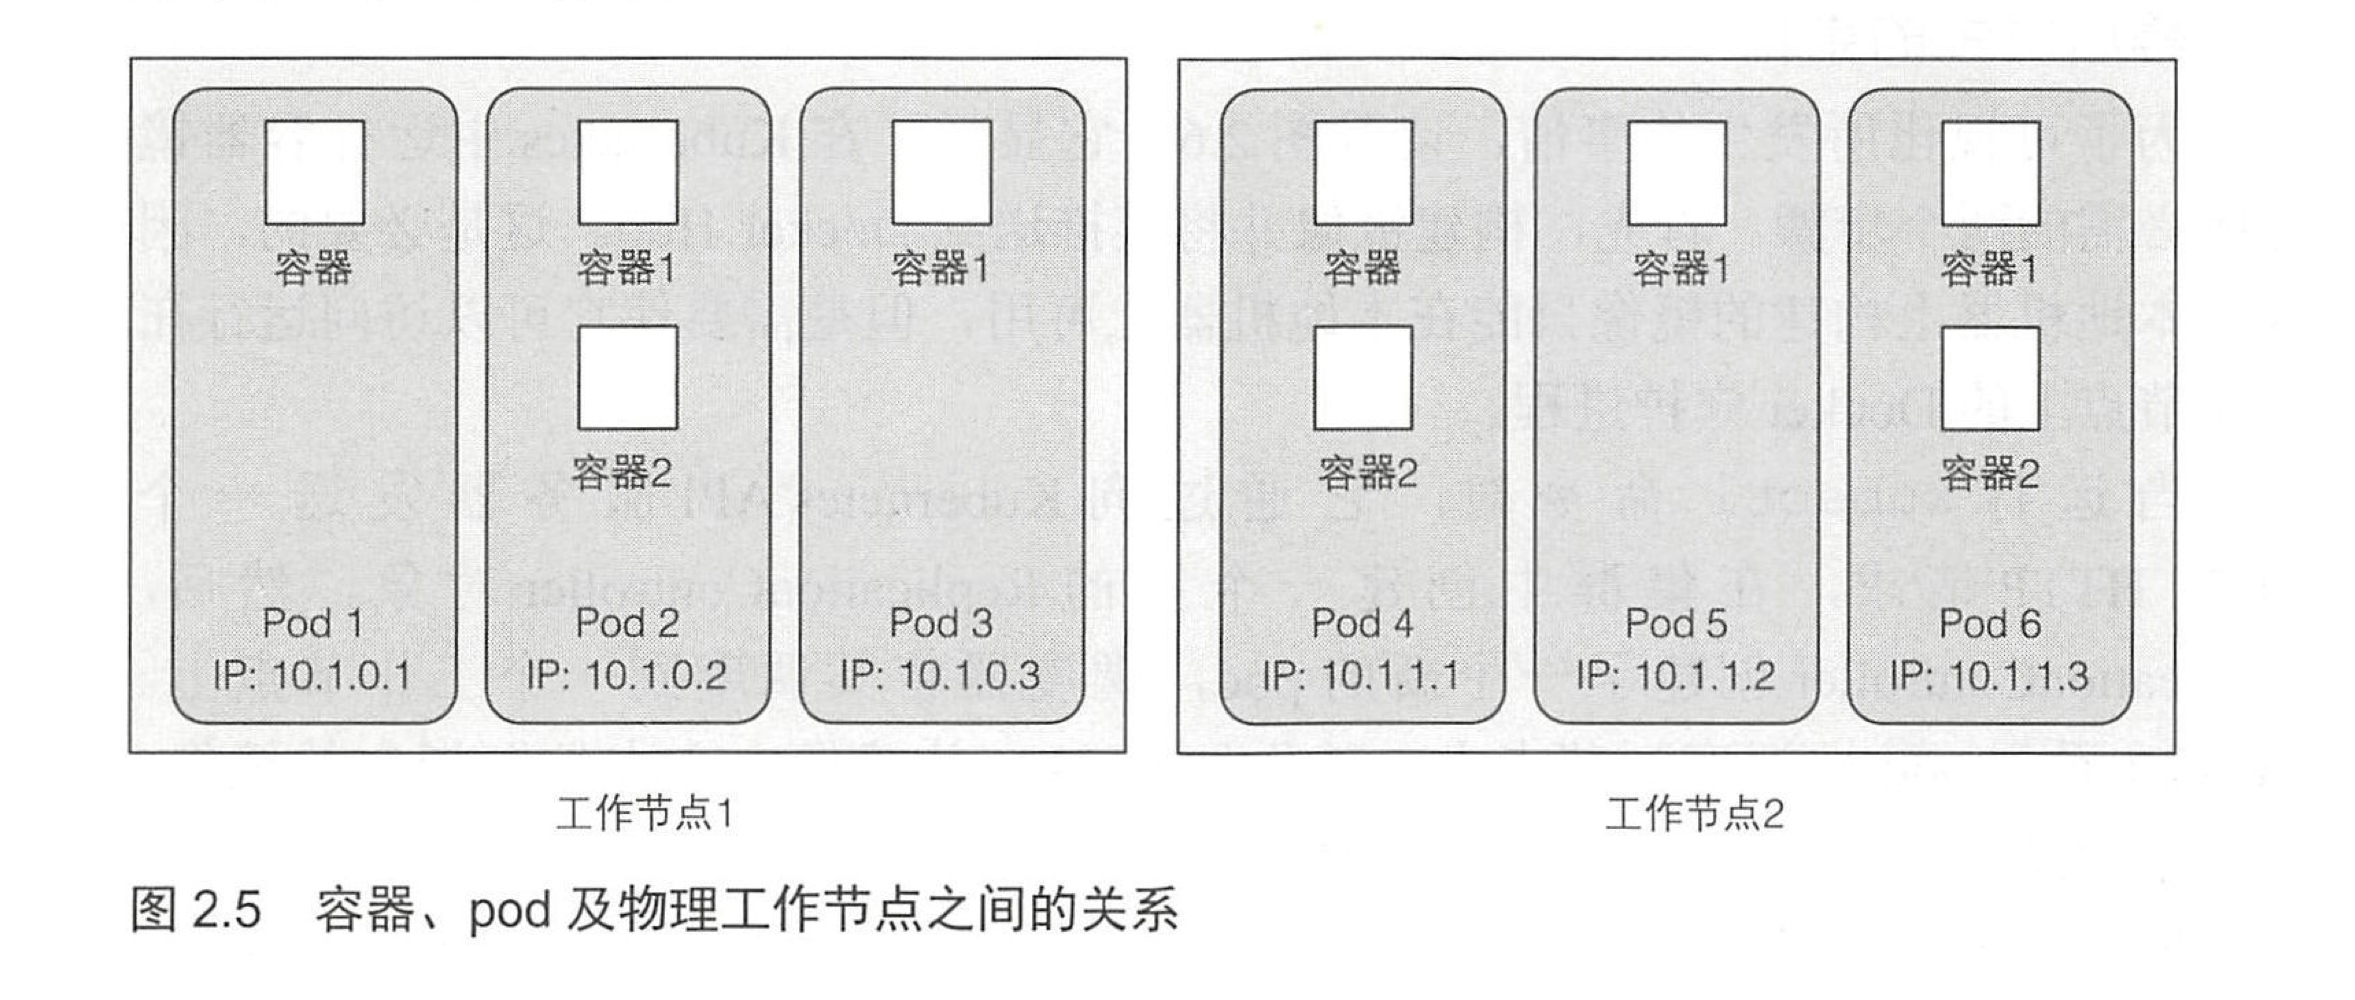 容器
Pod 1
IP: 10.1.0.1
容器1
容器2
Pod 2
IP: 10.1.0.2
容器1
Pod 3
IP: 10.1.0.3
工作节点1
容器
容器2
Pod 4
IP: 10.1.1.1
容器1
Pod 5
IP: 10.1.1.2
容器1
容器2
Pod 6
IP: 10.1.1.3
工作节点2
图 2.5 容器、pod 及物理工作节点之间的关系